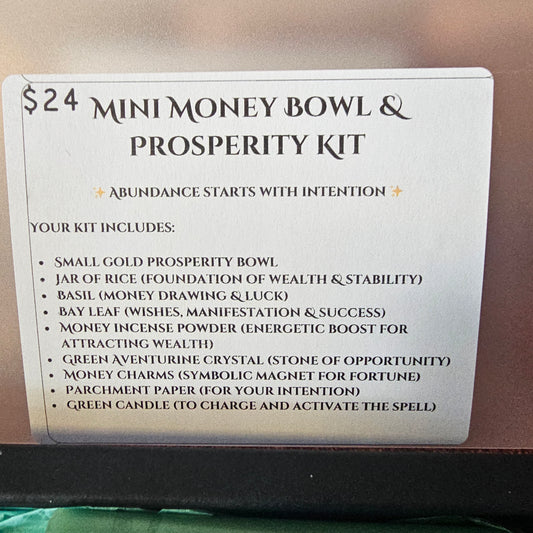 $24 MINI MONEY BOWL &
PROSPERITY KIT
✨ ABUNDANCE STARTS WITH INTENTION ✨
YOUR KIT INCLUDES:
• SMALL GOLD PROSPERITY BOWL
• JAR OF RICE (FOUNDATION OF WEALTH & STABILITY)
• BASIL (MONEY DRAWING & LUCK)
• BAY LEAF (WISHES, MANIFESTATION & SUCCESS)
• MONEY INCENSE POWDER (ENERGETIC BOOST FOR
ATTRACTING WEALTH)
• GREEN AVENTURINE CRYSTAL (STONE OF OPPORTUNITY)
• MONEY CHARMS (SYMBOLIC MAGNET FOR FORTUNE)
• PARCHMENT PAPER (FOR YOUR INTENTION)
• GREEN CANDLE (TO CHARGE AND ACTIVATE THE SPELL)